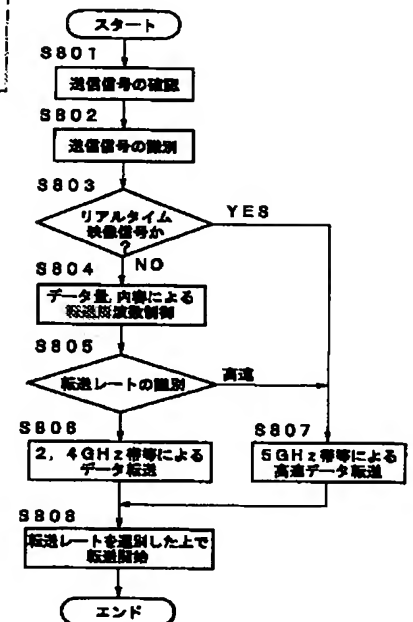 スタート
S801
送信信号の確認
S802
送信信号の識別
S803
リアルタイム
映像信号か
?
YES
NO
S804
データ量,内容による
転送周波数制御
S805
転送レートの識別
高速
S806
2,4GHz帯等による
データ転送
S807
5GHz帯等による
高速データ転送
S808
転送レートを選別した上で
転送開始
エンド